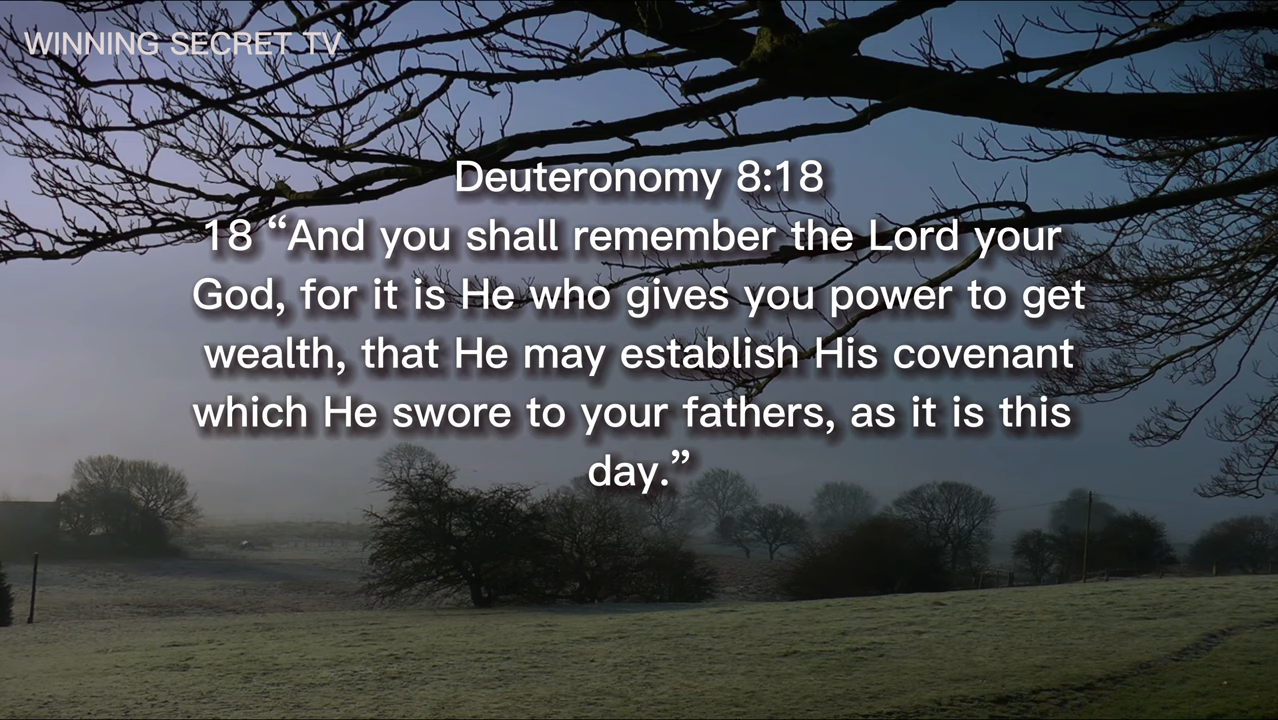 WINNING SECRET TV
Deuteronomy 8:18
18 “And you shall remember the Lord your
God, for it is He who gives you power to get
wealth, that He may establish His covenant
which He swore to your fathers, as it is this
day.”